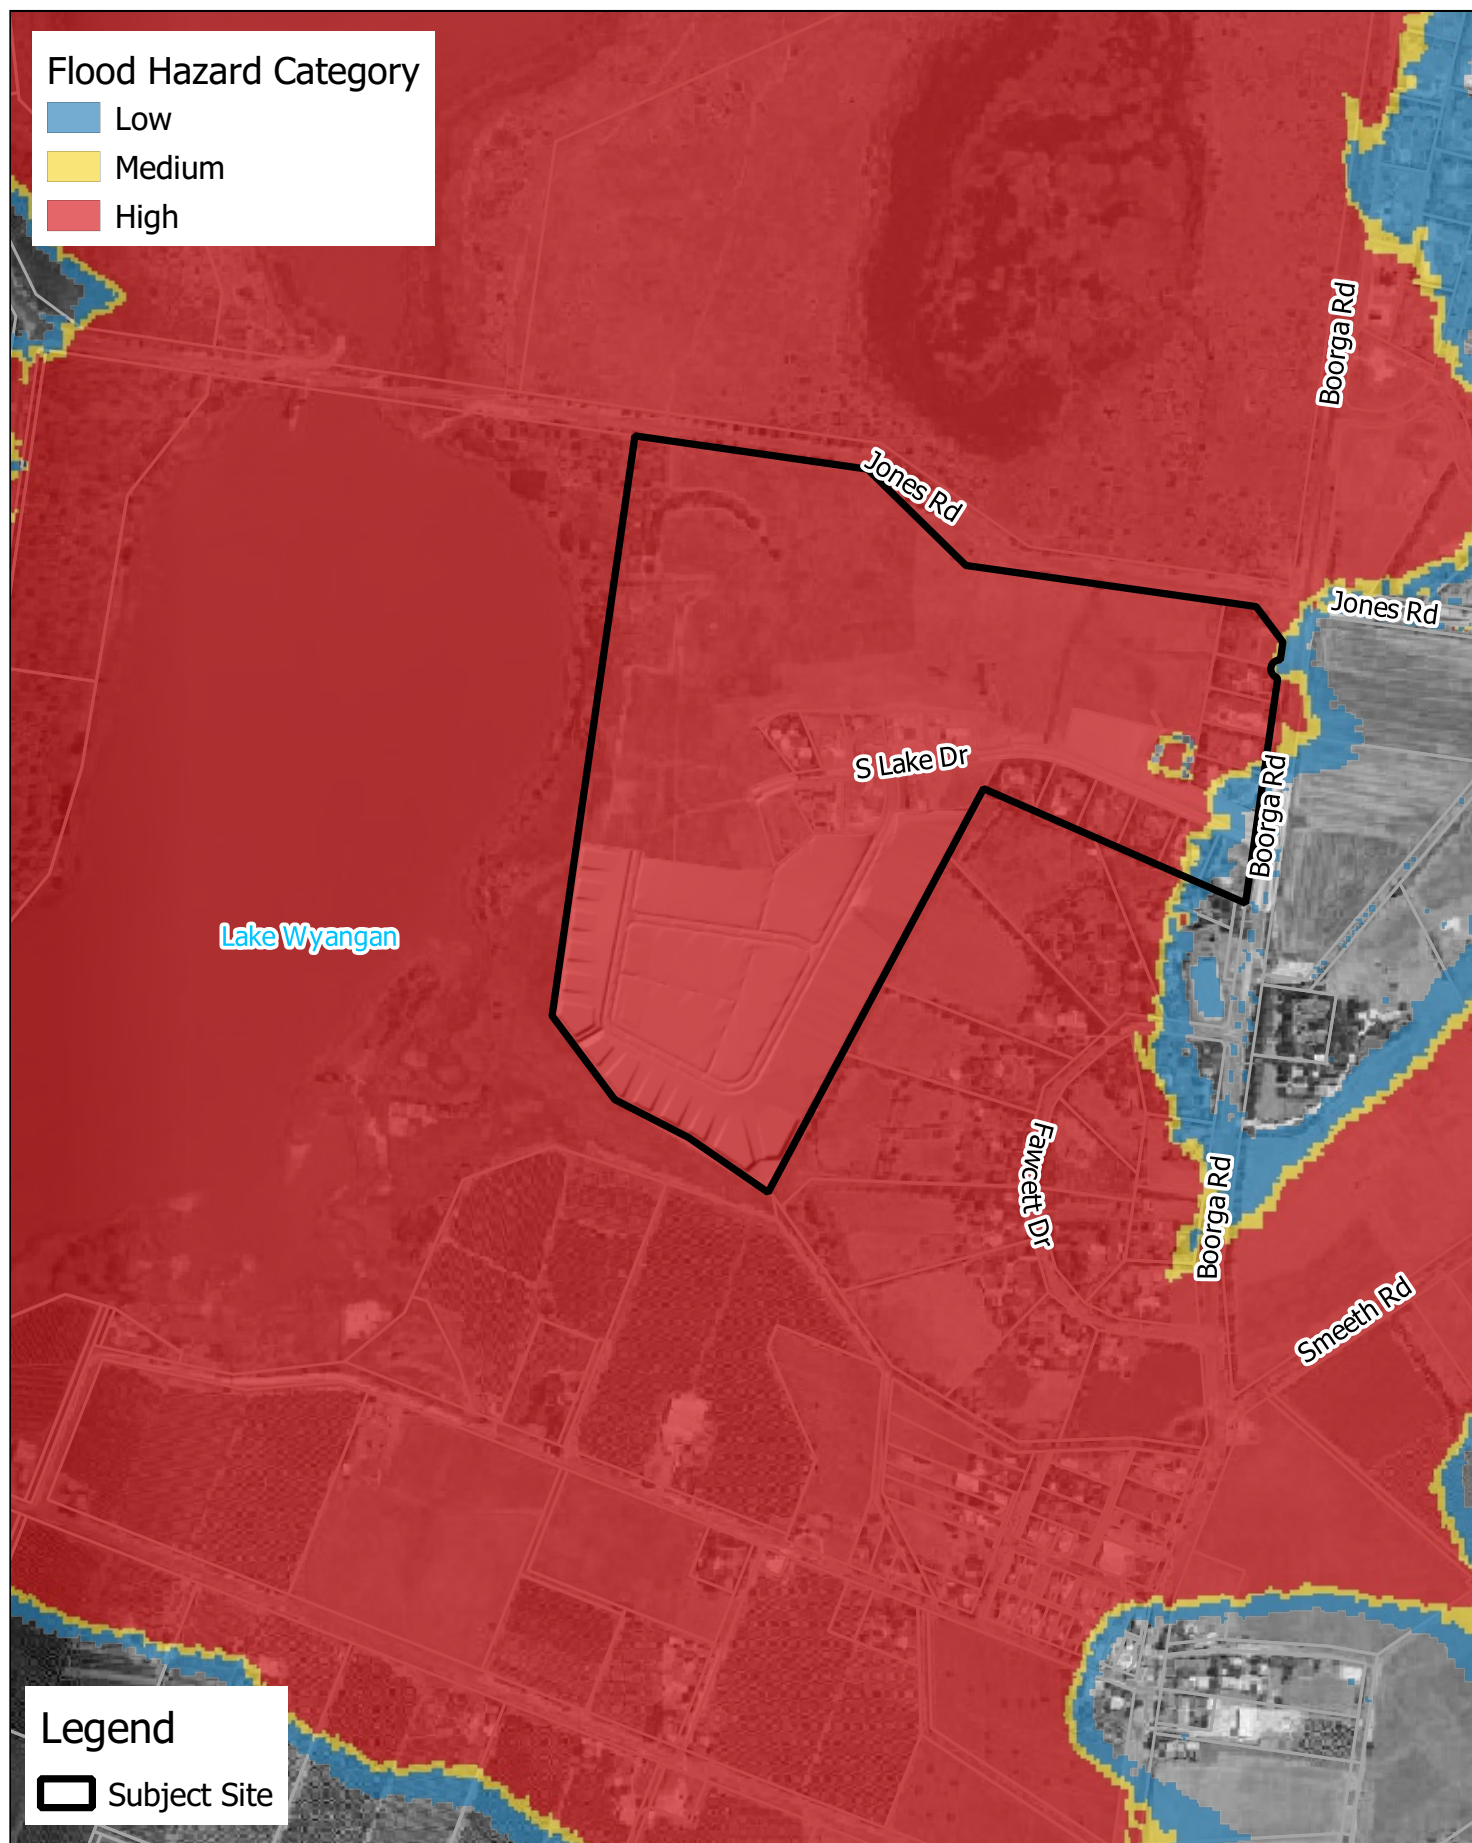 Flood Hazard Category
Low
Medium
High
Boorga Rd
Jones Rd
Jones Rd
S Lake Dr
Boorga Rd
Lake Wyangan
Fawcett Dr
Boorga Rd
Smeeth Rd
Legend
Subject Site